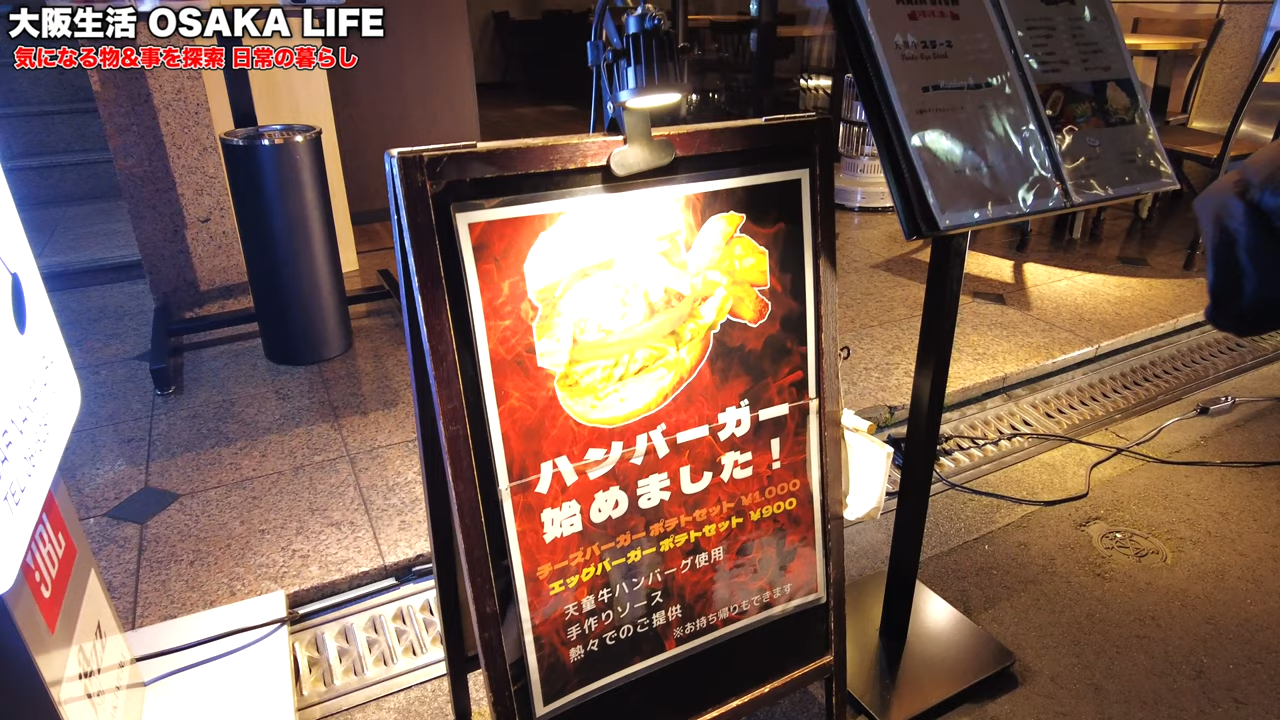 大阪生活 OSAKA LIFE
気になる物&事を探索 日常の暮らし
ハンバーガー
始めました！
チーズバーガー ポテトセット ¥1,000
エッグバーガー ポテトセット ¥900
天童牛ハンバーグ使用
手作りソース
熱々でのご提供
※お持ち帰りもできます
JBL